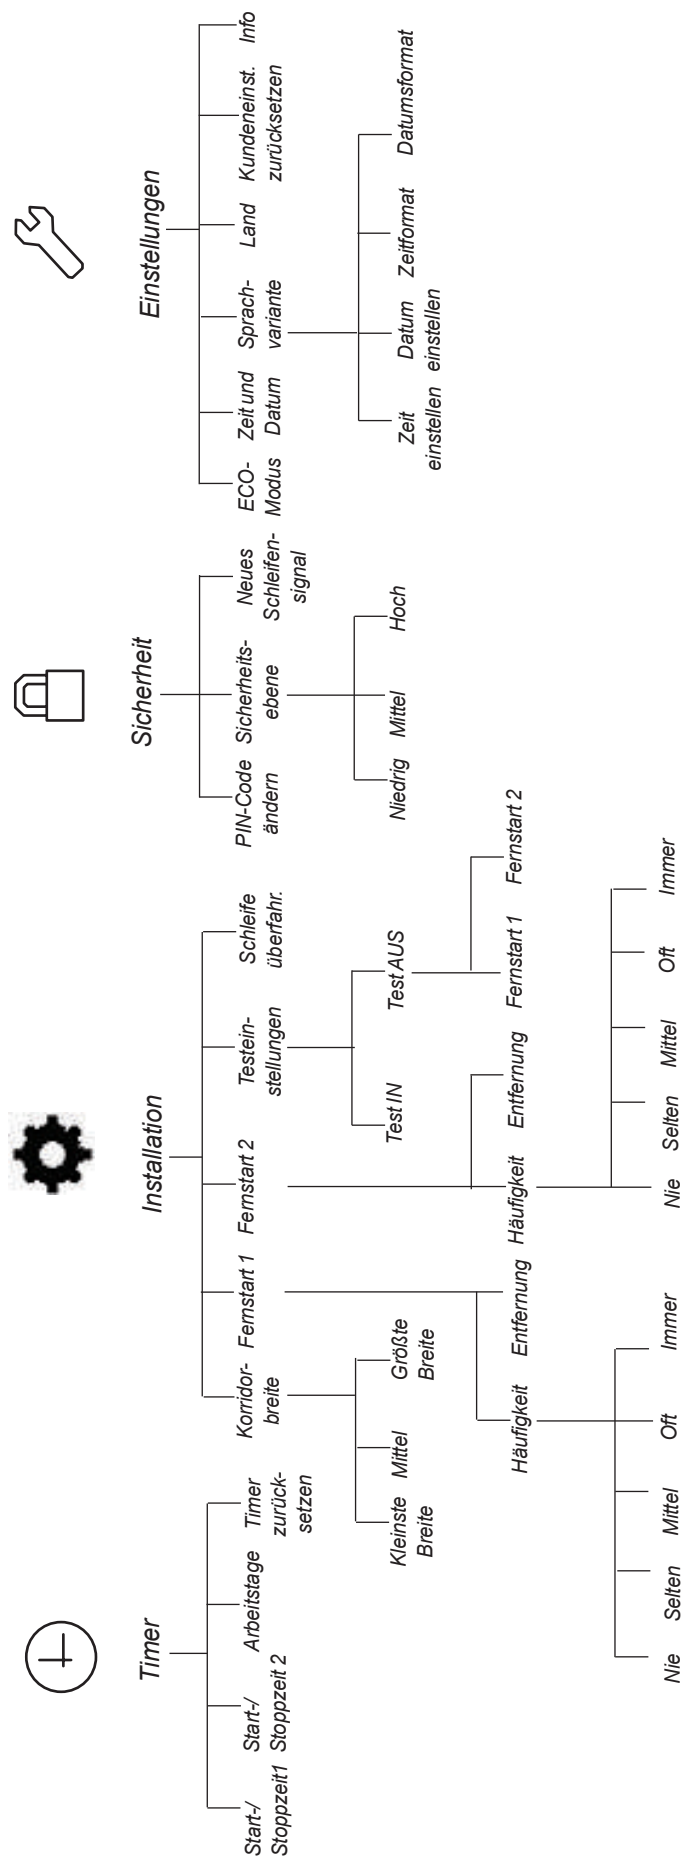 Timer
Start-/
Stoppzeit1
Start-/
Stoppzeit 2
Arbeitstage
Timer
zurück-
setzen
Installation
Korridor-
breite
Kleinste
Breite
Mittel
Größte
Breite
Fernstart 1
Häufigkeit
Nie
Selten
Mittel
Oft
Immer
Entfernung
Fernstart 2
Häufigkeit
Nie
Selten
Mittel
Oft
Immer
Entfernung
Testein-
stellungen
Test IN
Test AUS
Fernstart 1
Fernstart 2
Schleife
überfahr.
Sicherheit
PIN-Code
ändern
Sicherheits-
ebene
Niedrig
Mittel
Hoch
Neues
Schleifen-
signal
Einstellungen
ECO-
Modus
Zeit und
Datum
Sprach-
variante
Zeit
einstellen
Datum
einstellen
Zeitformat
Datumsformat
Land
Kundeneinst.
zurücksetzen
Info